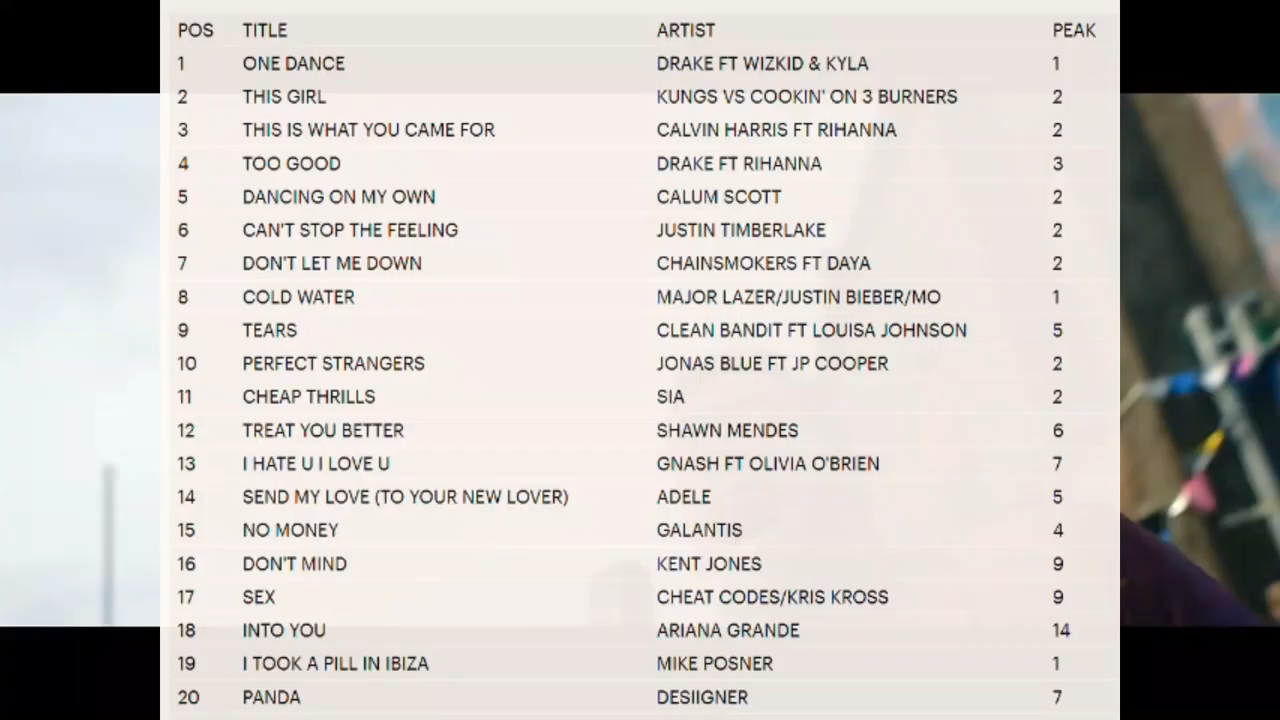 POS TITLE ARTIST PEAK
1 ONE DANCE DRAKE FT WIZKID & KYLA 1
2 THIS GIRL KUNGS VS COOKIN' ON 3 BURNERS 2
3 THIS IS WHAT YOU CAME FOR CALVIN HARRIS FT RIHANNA 2
4 TOO GOOD DRAKE FT RIHANNA 3
5 DANCING ON MY OWN CALUM SCOTT 2
6 CAN'T STOP THE FEELING JUSTIN TIMBERLAKE 2
7 DON'T LET ME DOWN CHAINSMOKERS FT DAYA 2
8 COLD WATER MAJOR LAZER/JUSTIN BIEBER/MO 1
9 TEARS CLEAN BANDIT FT LOUISA JOHNSON 5
10 PERFECT STRANGERS JONAS BLUE FT JP COOPER 2
11 CHEAP THRILLS SIA 2
12 TREAT YOU BETTER SHAWN MENDES 6
13 I HATE U I LOVE U GNASH FT OLIVIA O'BRIEN 7
14 SEND MY LOVE (TO YOUR NEW LOVER) ADELE 5
15 NO MONEY GALANTIS 4
16 DON'T MIND KENT JONES 9
17 SEX CHEAT CODES/KRIS KROSS 9
18 INTO YOU ARIANA GRANDE 14
19 I TOOK A PILL IN IBIZA MIKE POSNER 1
20 PANDA DESIIGNER 7